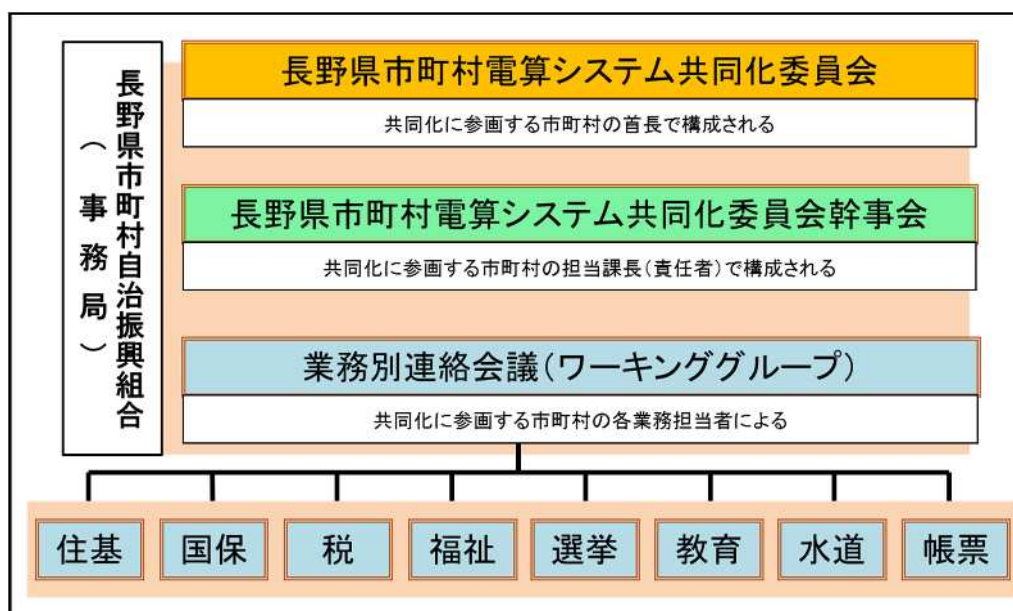 長野県市町村自治振興組合
（事務局）
長野県市町村電算システム共同化委員会
共同化に参画する市町村の首長で構成される
長野県市町村電算システム共同化委員会幹事会
共同化に参画する市町村の担当課長（責任者）で構成される
業務別連絡会議（ワーキンググループ）
共同化に参画する市町村の各業務担当者による
住基
国保
税
福祉
選挙
教育
水道
帳票